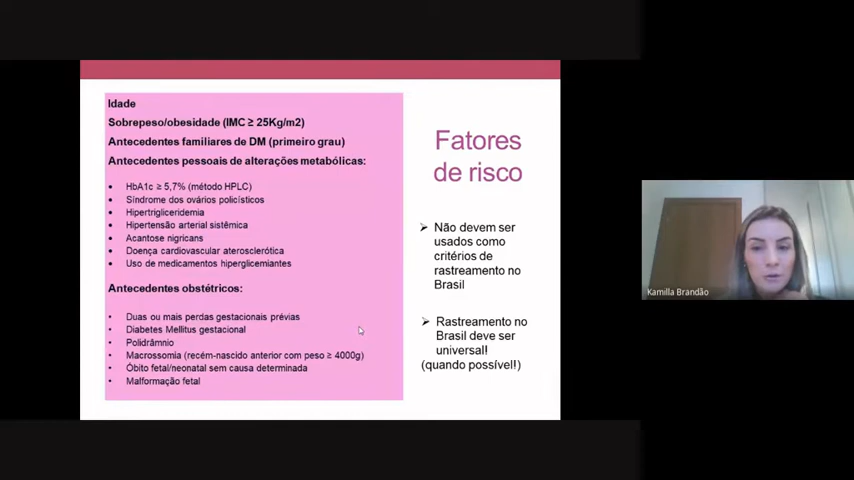 Idade
Sobrepeso/obesidade (IMC ≥ 25Kg/m2)
Antecedentes familiares de DM (primeiro grau)
Antecedentes pessoais de alterações metabólicas:
• HbA1c ≥ 5,7% (método HPLC)
• Síndrome dos ovários policísticos
• Hipertrigliceridemia
• Hipertensão arterial sistêmica
• Acantose nigricans
• Doença cardiovascular aterosclerótica
• Uso de medicamentos hiperglicemiantes
Antecedentes obstétricos:
• Duas ou mais perdas gestacionais prévias
• Diabetes Mellitus gestacional
• Polidrâmnio
• Macrossomia (recém-nascido anterior com peso ≥ 4000g)
• Óbito fetal/neonatal sem causa determinada
• Malformação fetal
Fatores
de risco
➢ Não devem ser
usados como
critérios de
rastreamento no
Brasil
➢ Rastreamento no
Brasil deve ser
universal!
(quando possível!)
Kamilla Brandão